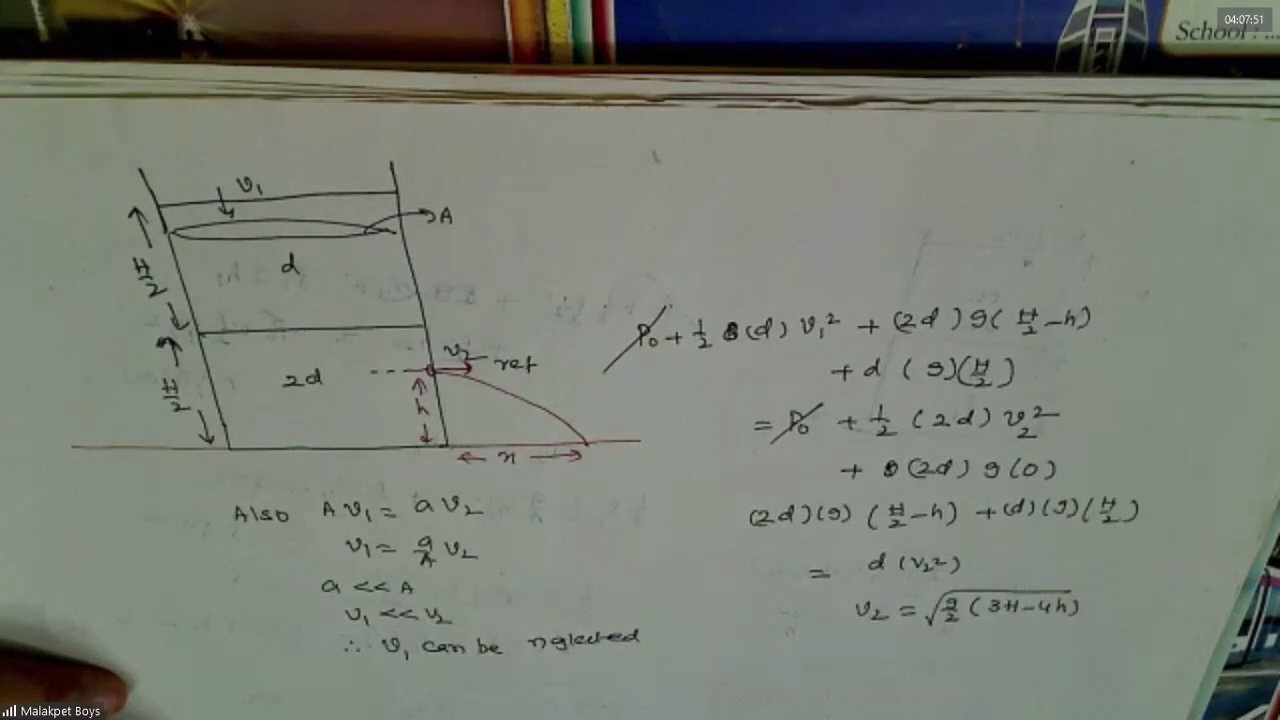 04:07:51
School :...
v₁
A
H/2
d
v₂
ref
H/2
2d
h
x
P₀ + 1/2 (d) v₁² + (2d) g (H/2 - h)
+ d (g)(H/2)
= P₀ + 1/2 (2d) v₂²
+ (2d) g (0)
Also A v₁ = a v₂
(2d)(g) (H/2 - h) + (d)(g)(H/2)
v₁ = a/A v₂
= d (v₂²)
a << A
v₂ = √g/2 (3H - 4h)
v₁ << v₂
∴ v₁ can be neglected
Malakpet Boys